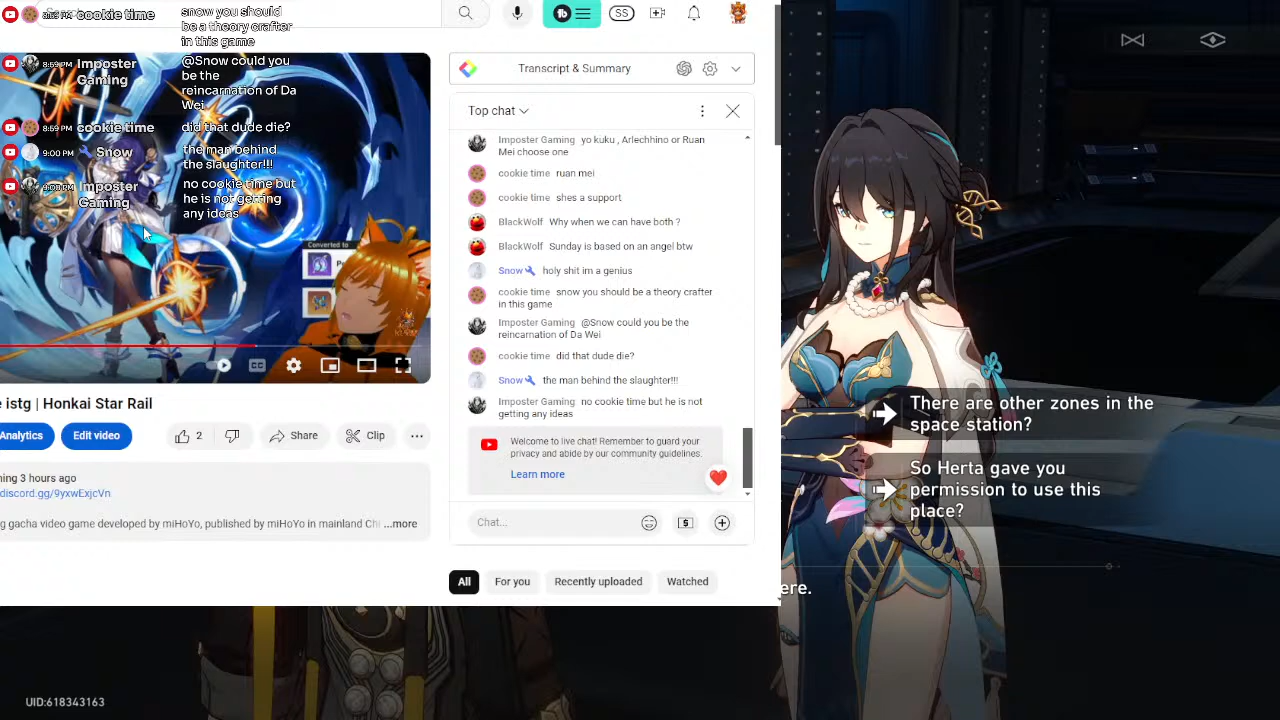 8:59 PM cookie time
snow you should
be a theory crafter
in this game
SS
8:59 PM Imposter
Gaming
@Snow could you
be the
reincarnation of Da
Wei
8:59 PM cookie time did that dude die?
9:00 PM Snow the man behind
the slaughter!!!
9:00 PM Imposter
Gaming
no cookie time but
he is not getting
any ideas
Converted to
CC
e istg | Honkai Star Rail
Analytics
Edit video
2
Share
Clip
ning 3 hours ago
discord.gg/9yxwExjcVn
g gacha video game developed by miHoYo, published by miHoYo in mainland Chi ...more
Transcript & Summary
Top chat
Imposter Gaming yo kuku , Arlechhino or Ruan
Mei choose one
cookie time ruan mei
cookie time shes a support
BlackWolf Why when we can have both ?
BlackWolf Sunday is based on an angel btw
Snow holy shit im a genius
cookie time snow you should be a theory crafter
in this game
Imposter Gaming @Snow could you be the
reincarnation of Da Wei
cookie time did that dude die?
Snow the man behind the slaughter!!!
Imposter Gaming no cookie time but he is not
getting any ideas
Welcome to live chat! Remember to guard your
privacy and abide by our community guidelines.
Learn more
Chat...
All
For you
Recently uploaded
Watched
There are other zones in the
space station?
So Herta gave you
permission to use this
place?
ere.
UID:618343163